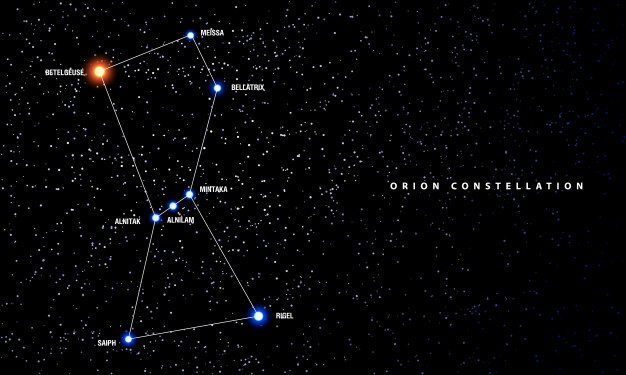 MEISSA
BETELGEUSE
BELLATRIX
MINTAKA
ORION CONSTELLATION
ALNITAK
ALNILAM
RIGEL
SAIPH